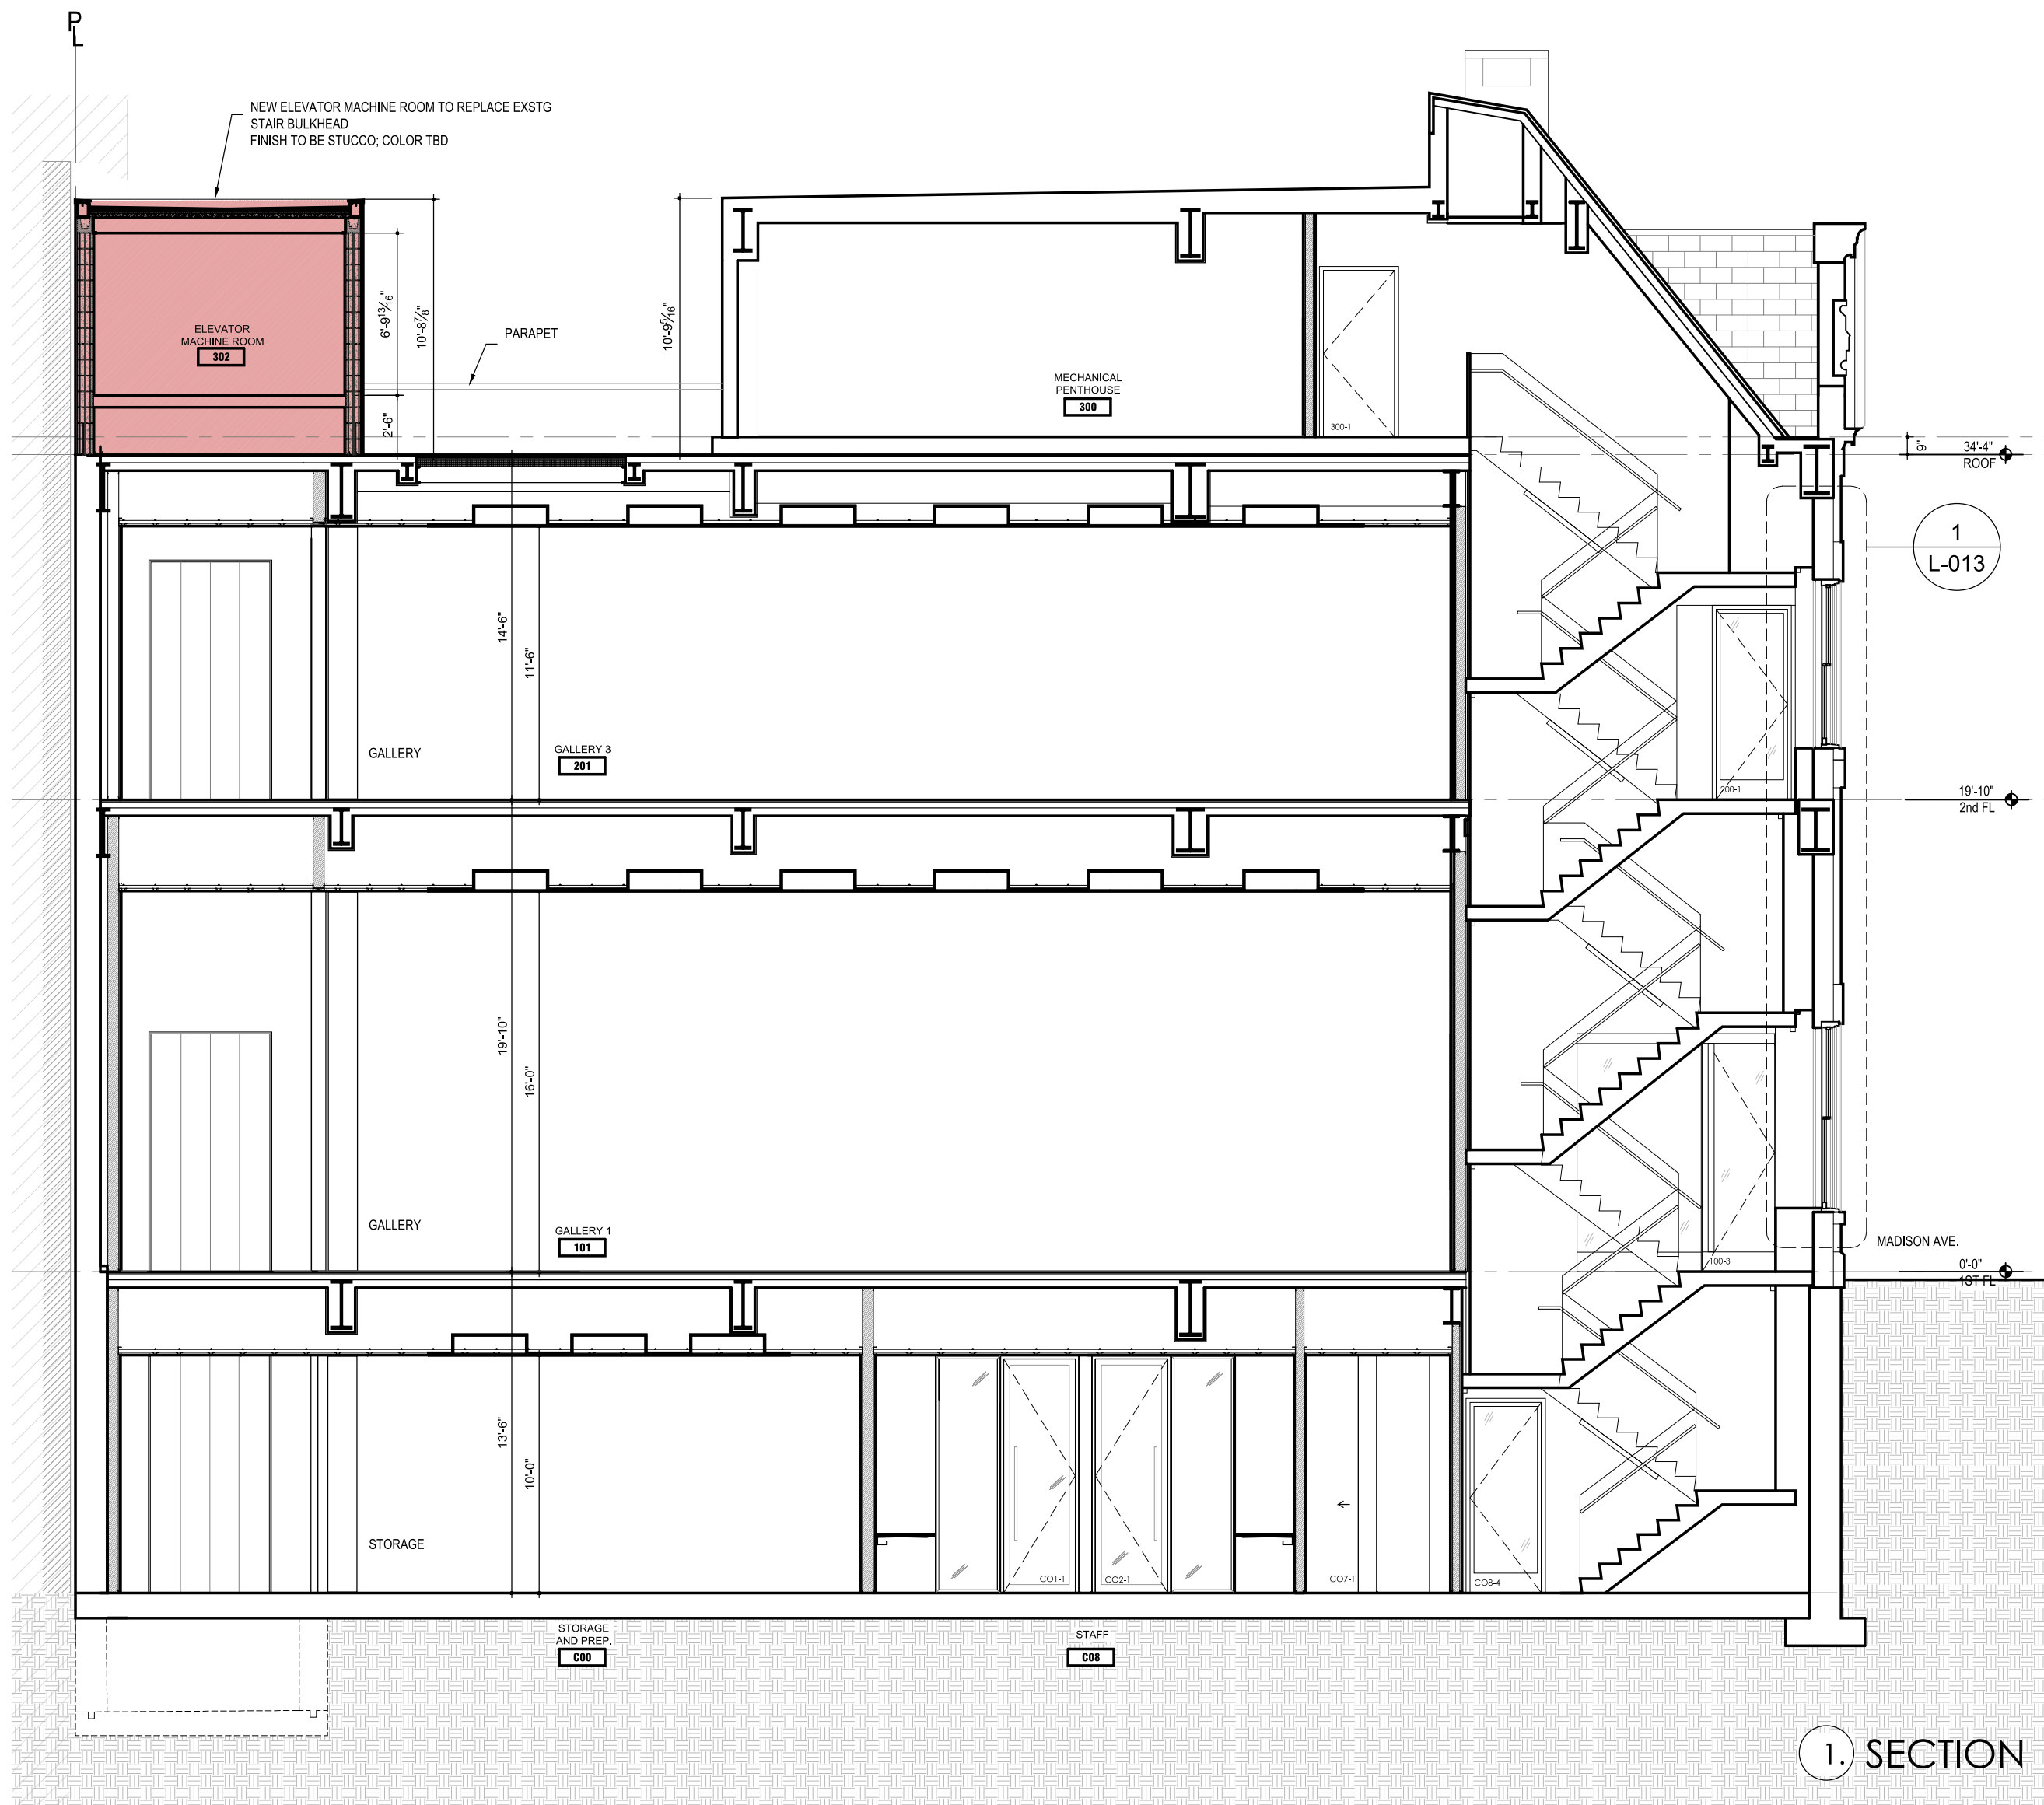 PL
NEW ELEVATOR MACHINE ROOM TO REPLACE EXSTG
STAIR BULKHEAD
FINISH TO BE STUCCO; COLOR TBD
ELEVATOR
MACHINE ROOM
302
6'-9 13/16"
2'-6"
10'-8 7/8"
PARAPET
10'-9 5/16"
MECHANICAL
PENTHOUSE
300
300-1
9"
34'-4"
ROOF
1
L-013
14'-6"
11'-6"
GALLERY
GALLERY 3
201
200-1
19'-10"
2nd FL
19'-10"
16'-0"
GALLERY
GALLERY 1
101
100-3
MADISON AVE.
0'-0"
1ST FL
13'-6"
10'-0"
STORAGE
CO1-1
CO2-1
CO7-1
CO8-4
STORAGE
AND PREP.
C00
STAFF
C08
1. SECTION